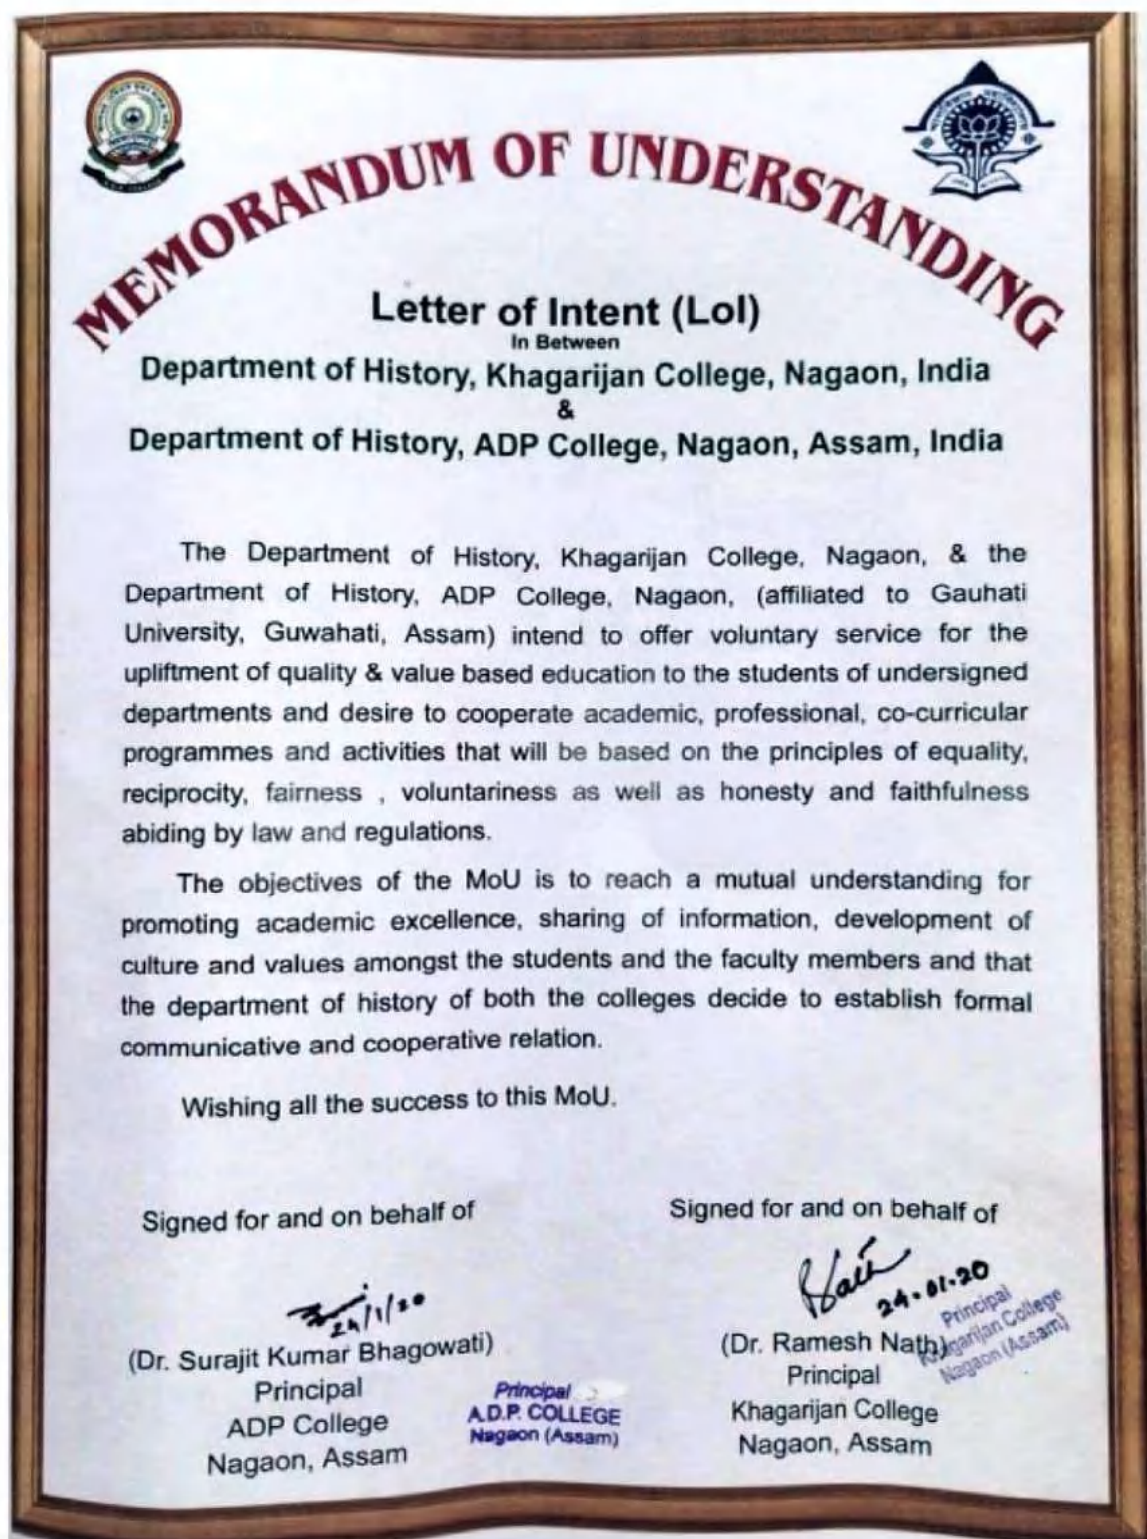 MEMORANDUM OF UNDERSTANDING
Letter of Intent (LoI)
In Between
Department of History, Khagarijan College, Nagaon, India
&
Department of History, ADP College, Nagaon, Assam, India
The Department of History, Khagarijan College, Nagaon, & the
Department of History, ADP College, Nagaon, (affiliated to Gauhati
University, Guwahati, Assam) intend to offer voluntary service for the
upliftment of quality & value based education to the students of undersigned
departments and desire to cooperate academic, professional, co-curricular
programmes and activities that will be based on the principles of equality,
reciprocity, fairness , voluntariness as well as honesty and faithfulness
abiding by law and regulations.
The objectives of the MoU is to reach a mutual understanding for
promoting academic excellence, sharing of information, development of
culture and values amongst the students and the faculty members and that
the department of history of both the colleges decide to establish formal
communicative and cooperative relation.
Wishing all the success to this MoU.
Signed for and on behalf of
24/1/20
(Dr. Surajit Kumar Bhagowati)
Principal
ADP College
Nagaon, Assam
Principal
A.D.P. COLLEGE
Nagaon (Assam)
Signed for and on behalf of
24.01.20
(Dr. Ramesh Nath)
Principal
Khagarijan College
Nagaon, Assam
Principal
Khagarijan College
Nagaon (Assam)